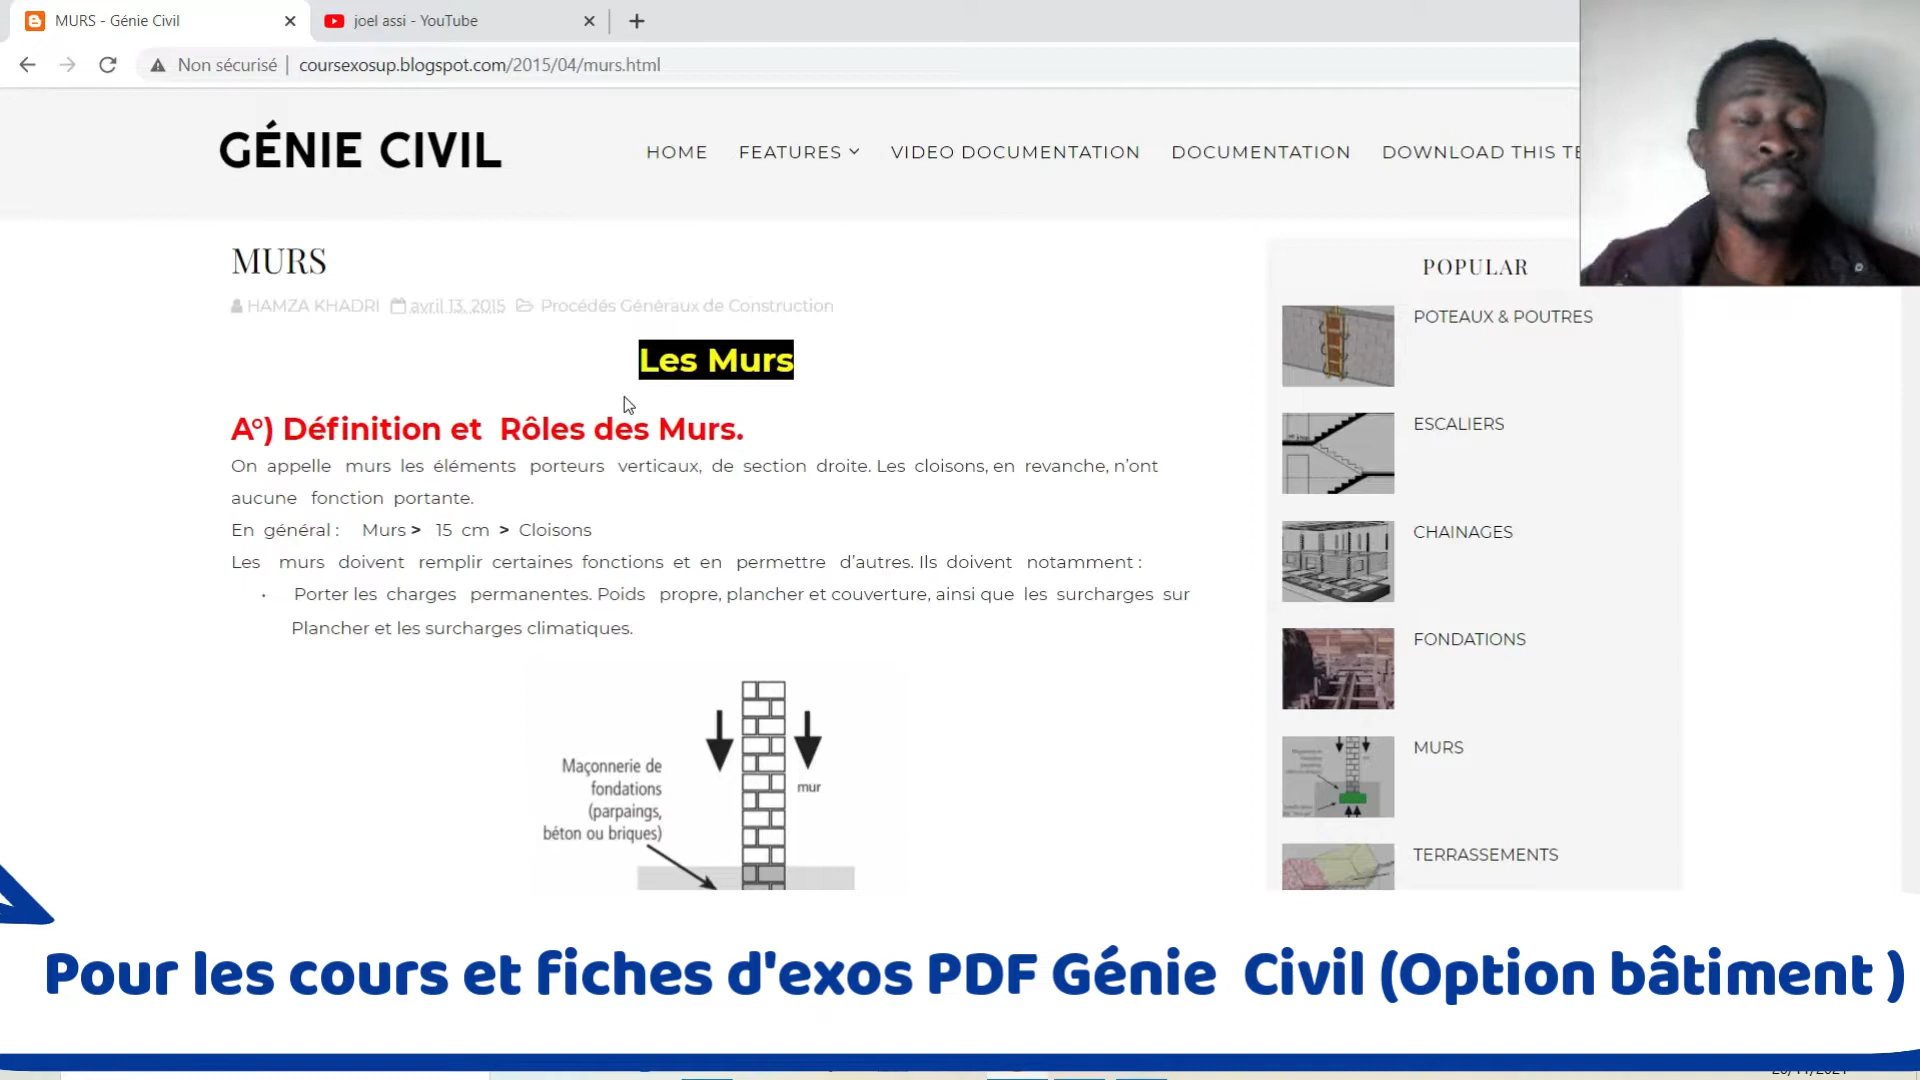 MURS - Génie Civil
joel assi - YouTube
Non sécurisé | coursexosup.blogspot.com/2015/04/murs.html
GÉNIE CIVIL
HOME
FEATURES
VIDEO DOCUMENTATION
DOCUMENTATION
DOWNLOAD THIS TE
MURS
HAMZA KHADRI avril 13, 2015 Procédés Généraux de Construction
Les Murs
A°) Définition et Rôles des Murs.
On appelle murs les éléments porteurs verticaux, de section droite. Les cloisons, en revanche, n’ont
aucune fonction portante.
En général : Murs > 15 cm > Cloisons
Les murs doivent remplir certaines fonctions et en permettre d’autres. Ils doivent notamment :
· Porter les charges permanentes. Poids propre, plancher et couverture, ainsi que les surcharges sur
Plancher et les surcharges climatiques.
Maçonnerie de
fondations
(parpaings,
béton ou briques)
mur
POPULAR
POTEAUX & POUTRES
ESCALIERS
CHAINAGES
FONDATIONS
MURS
TERRASSEMENTS
Pour les cours et fiches d'exos PDF Génie Civil (Option bâtiment )